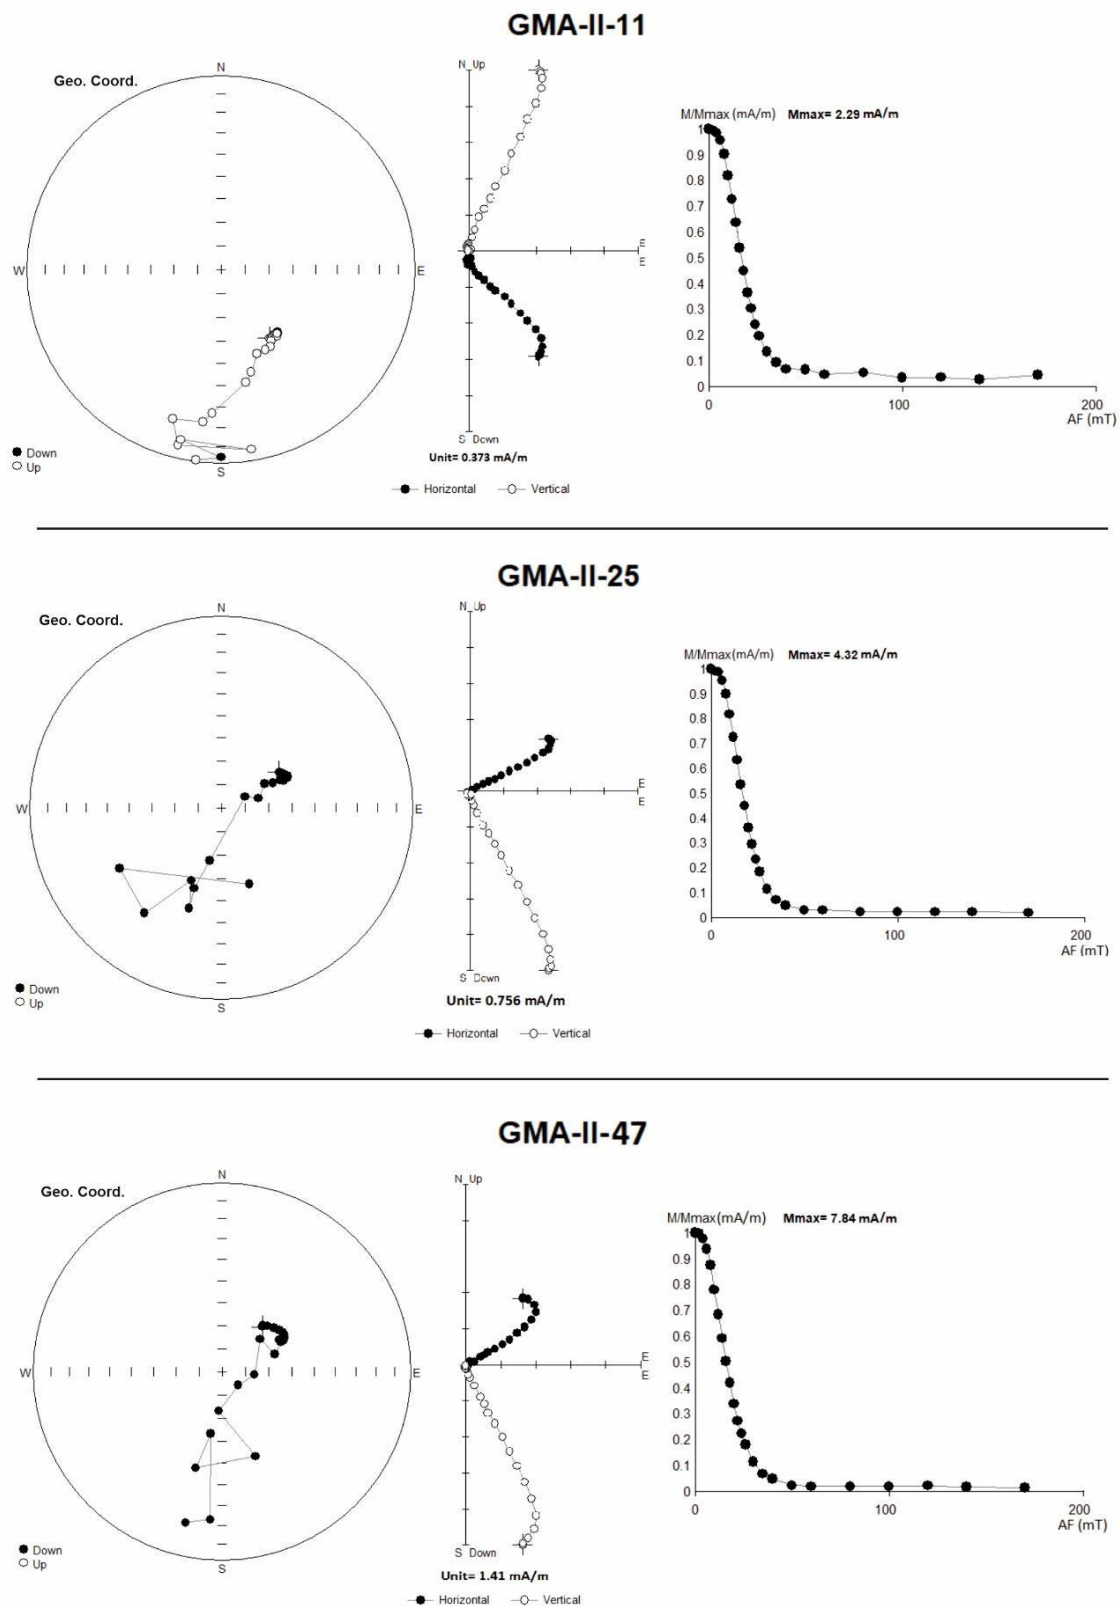 GMA-II-11
Geo. Coord.
N
W
E
S
Down
Up
N Up
E
E
S Down
Unit= 0.373 mA/m
Horizontal Vertical
M/Mmax (mA/m) Mmax= 2.29 mA/m
1
0.9
0.8
0.7
0.6
0.5
0.4
0.3
0.2
0.1
0
0 100 200
AF (mT)
GMA-II-25
Geo. Coord.
N
W
E
S
Down
Up
N Up
E
E
S Down
Unit= 0.756 mA/m
Horizontal Vertical
M/Mmax(mA/m) Mmax= 4.32 mA/m
1
0.9
0.8
0.7
0.6
0.5
0.4
0.3
0.2
0.1
0
0 100 200
AF (mT)
GMA-II-47
Geo. Coord.
N
W
E
S
Down
Up
N Up
E
E
S Down
Unit= 1.41 mA/m
Horizontal Vertical
M/Mmax(mA/m) Mmax= 7.84 mA/m
1
0.9
0.8
0.7
0.6
0.5
0.4
0.3
0.2
0.1
0
0 100 200
AF (mT)